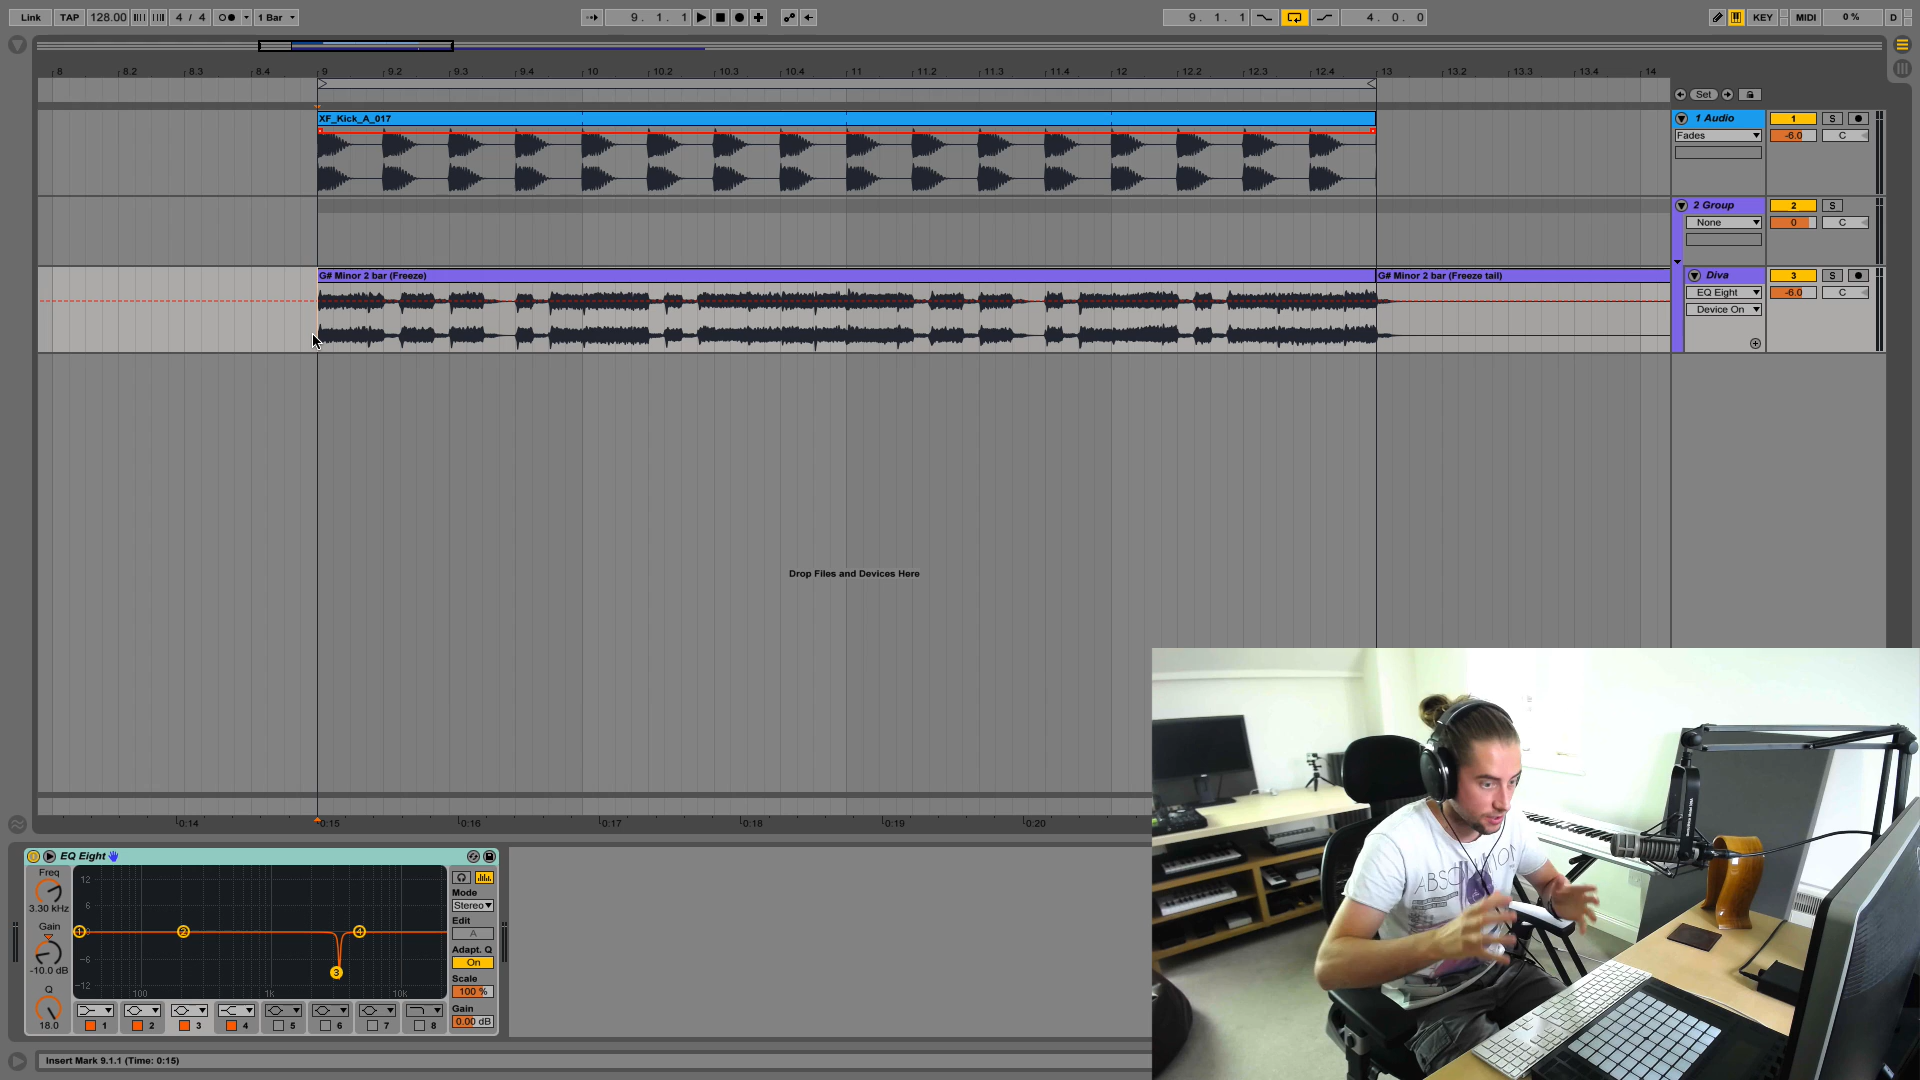 Link TAP 128.00 4 / 4 1 Bar 9. 1. 1 9. 1. 1 4. 0. 0 KEY MIDI 0 % D
8 8.2 8.3 8.4 9 9.2 9.3 9.4 10 10.2 10.3 10.4 11 11.2 11.3 11.4 12 12.2 12.3 12.4 13 13.2 13.3 13.4 14
Set
XF_Kick_A_017
1 Audio 1 S
Fades -6.0 C
2 Group 2 S
None 0 C
G# Minor 2 bar (Freeze) G# Minor 2 bar (Freeze tail)
Diva 3 S
EQ Eight -6.0 C
Device On
Drop Files and Devices Here
0:14 0:15 0:16 0:17 0:18 0:19 0:20
EQ Eight
Freq
3.30 kHz
Gain
-10.0 dB
Q
18.0
12
6
-6
-12
1 2 3 4
100 1k 10k
1 2 3 4 5 6 7 8
Mode
Stereo
Edit
A
Adapt. Q
On
Scale
100 %
Gain
0.00 dB
Insert Mark 9.1.1 (Time: 0:15)